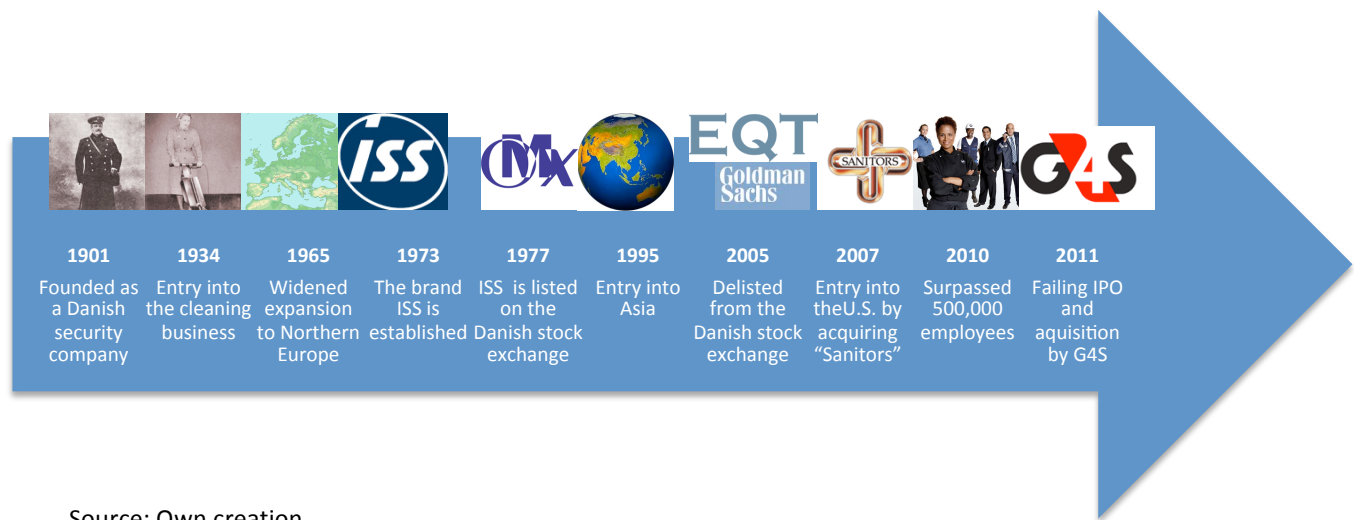 ISS
OMX
EQT
Goldman
Sachs
SANITORS
G4S
1901
Founded as
a Danish
security
company
1934
Entry into
the cleaning
business
1965
Widened
expansion
to Northern
Europe
1973
The brand
ISS is
established
1977
ISS is listed
on the
Danish stock
exchange
1995
Entry into
Asia
2005
Delisted
from the
Danish stock
exchange
2007
Entry into
theU.S. by
acquiring
“Sanitors”
2010
Surpassed
500,000
employees
2011
Failing IPO
and
aquisition
by G4S
Source: Own creation